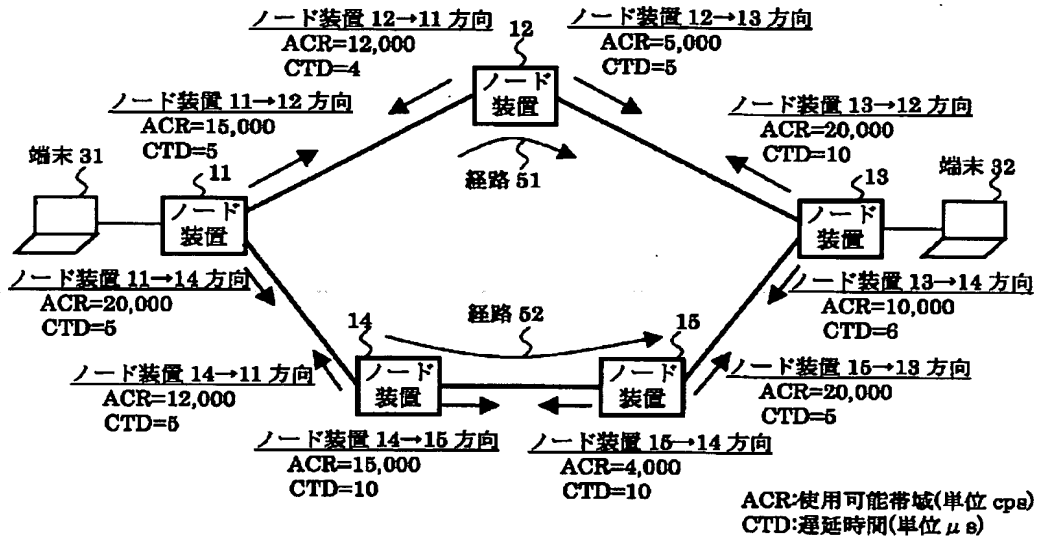 ノード装置 12→11 方向
ACR=12,000
CTD=4
12
ノード装置 12→13 方向
ACR=5,000
CTD=5
ノード
装置
ノード装置 11→12 方向
ACR=15,000
CTD=5
経路 51
ノード装置 13→12 方向
ACR=20,000
CTD=10
端末 31
11
ノード
装置
13
ノード
装置
端末 32
ノード装置 11→14 方向
ACR=20,000
CTD=5
ノード装置 13→14 方向
ACR=10,000
CTD=6
経路 52
14
ノード
装置
15
ノード
装置
ノード装置 14→11 方向
ACR=12,000
CTD=5
ノード装置 15→13 方向
ACR=20,000
CTD=5
ノード装置 14→15 方向
ACR=15,000
CTD=10
ノード装置 15→14 方向
ACR=4,000
CTD=10
ACR:使用可能帯域(単位 cps)
CTD:遅延時間(単位 μs)